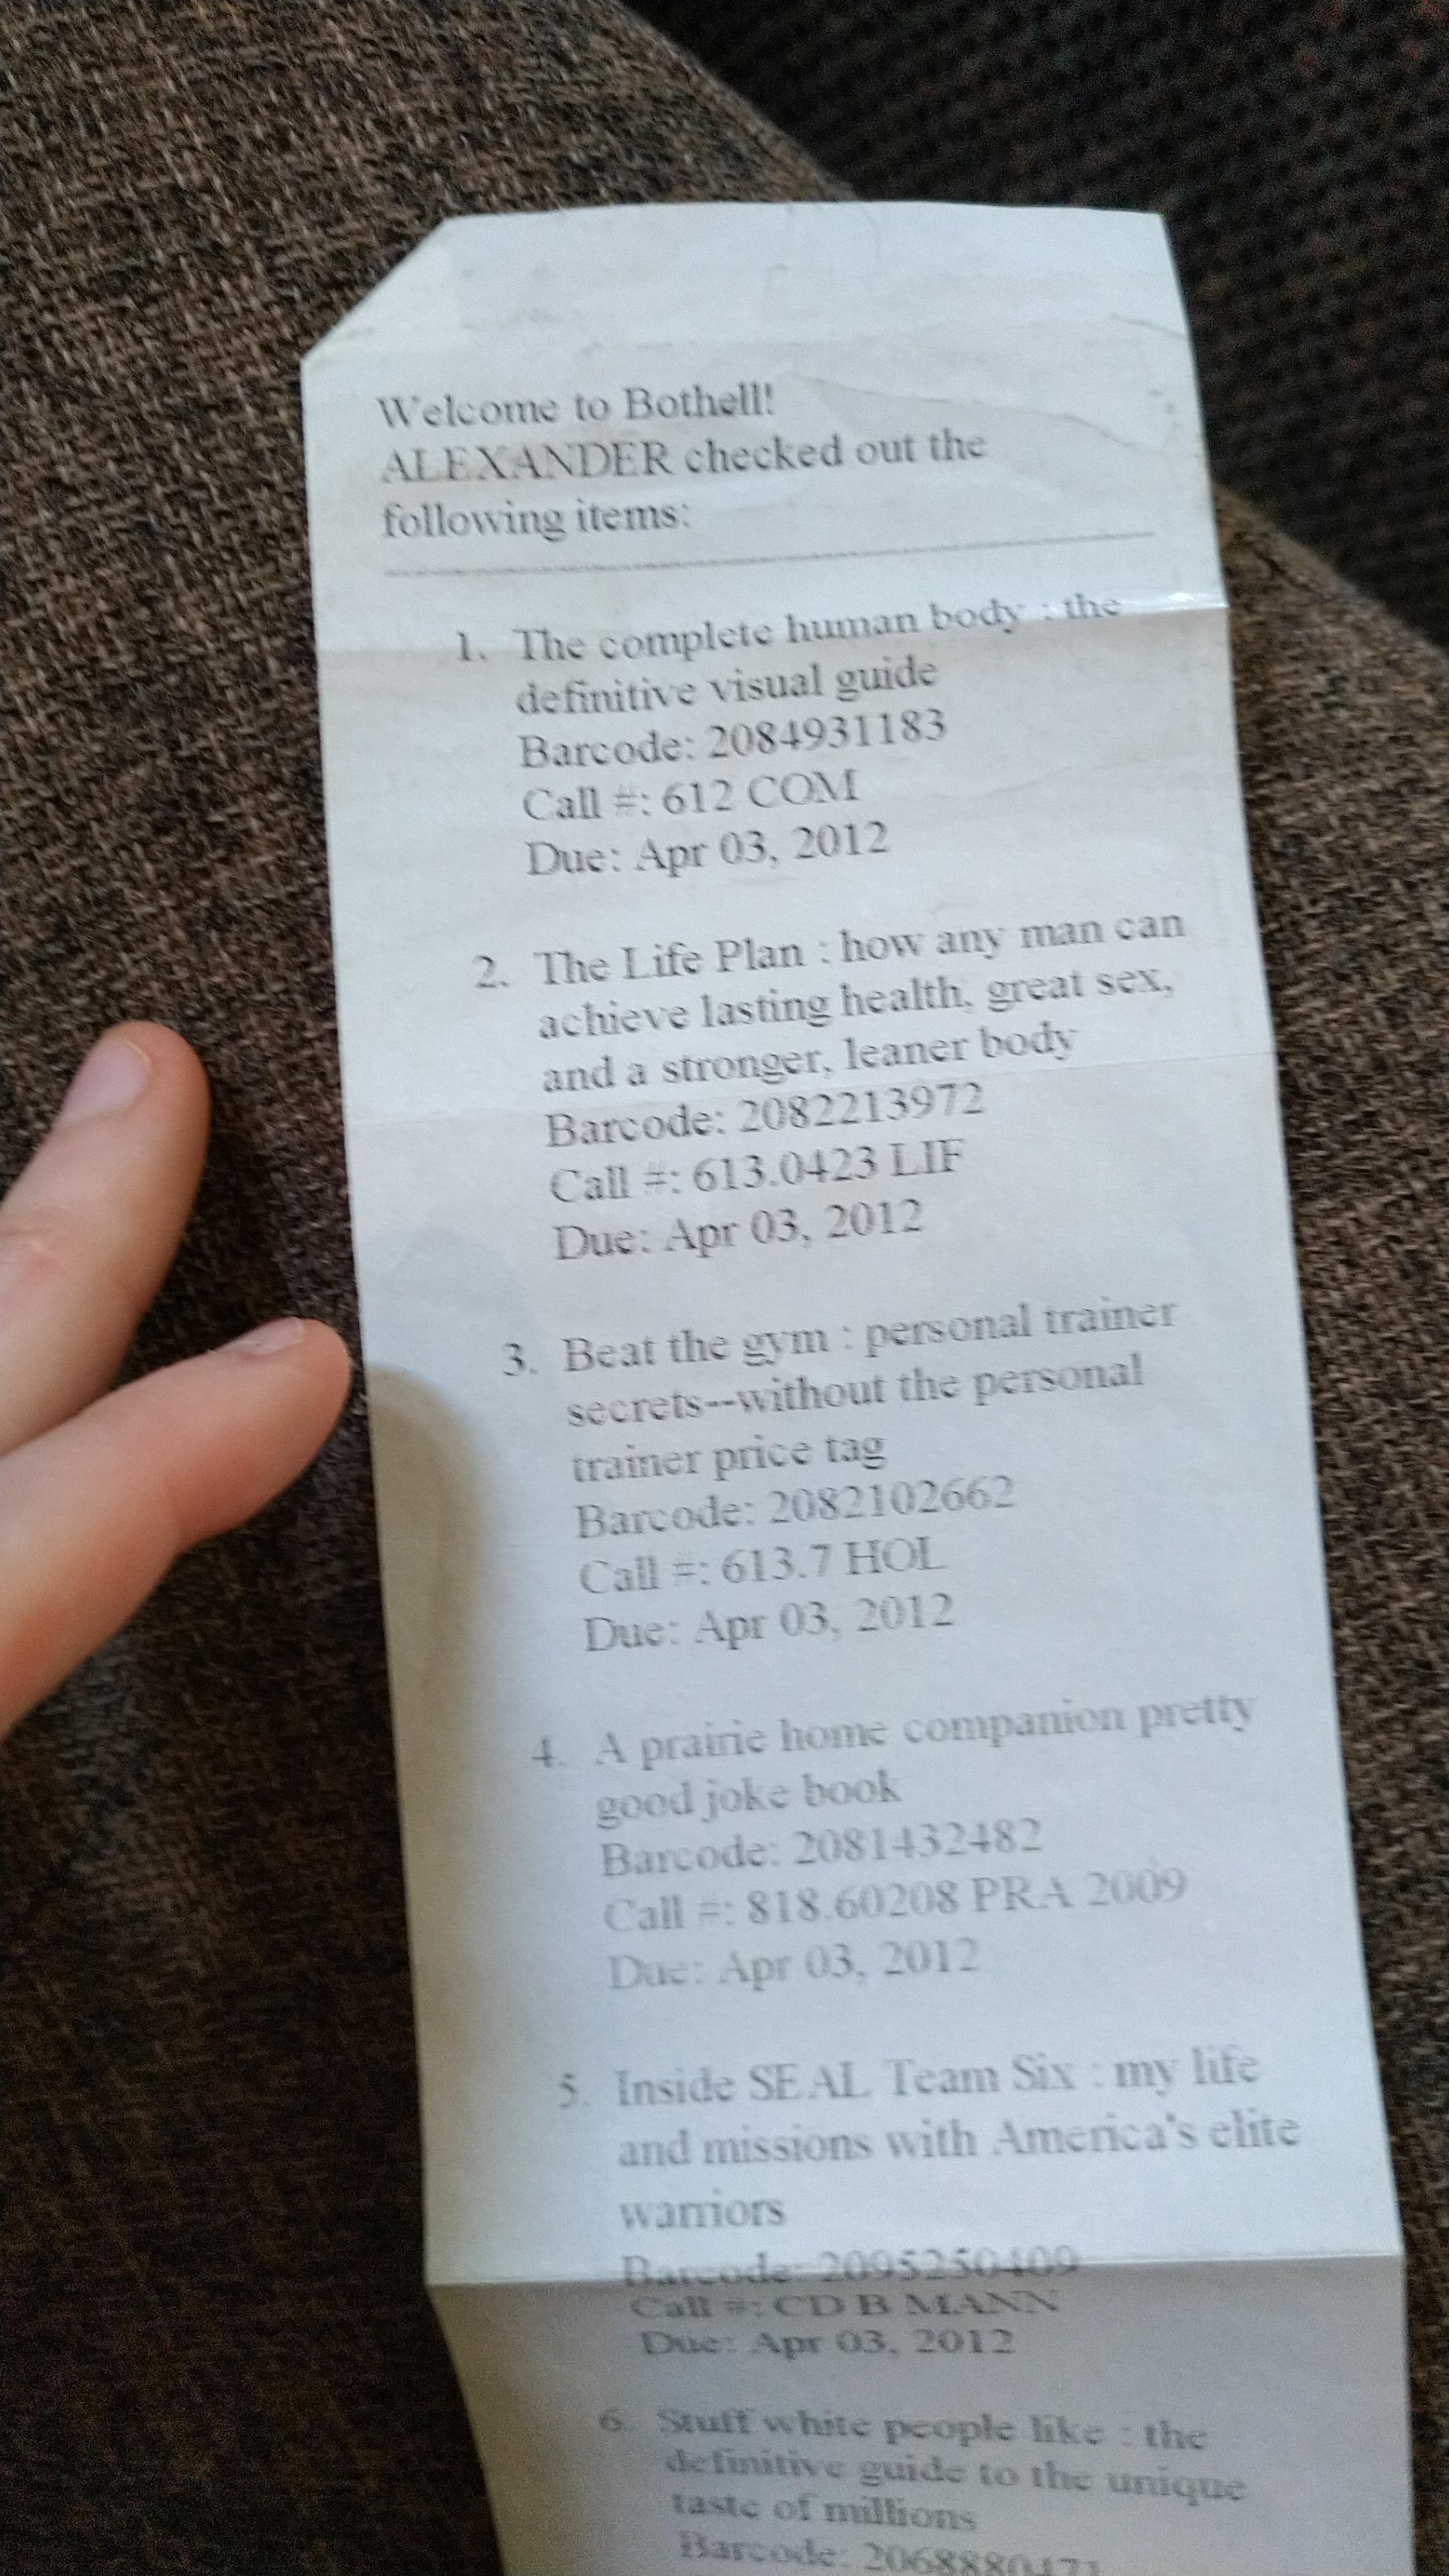 Welcome to Bothell!
ALEXANDER checked out the
following items:
1. The complete human body : the
definitive visual guide
Barcode: 2084931183
Call #: 612 COM
Due: Apr 03, 2012
2. The Life Plan : how any man can
achieve lasting health, great sex,
and a stronger, leaner body
Barcode: 2082213972
Call #: 613.0423 LIF
Due: Apr 03, 2012
3. Beat the gym : personal trainer
secrets--without the personal
trainer price tag
Barcode: 2082102662
Call #: 613.7 HOL
Due: Apr 03, 2012
4. A prairie home companion pretty
good joke book
Barcode: 2081432482
Call #: 818.60208 PRA 2009
Due: Apr 03, 2012
5. Inside SEAL Team Six : my life
and missions with America's elite
warriors
Barcode: 2095250409
Call #: CD B MANN
Due: Apr 03, 2012
6. Stuff white people like : the
definitive guide to the unique
taste of millions
Barcode: 2068880471